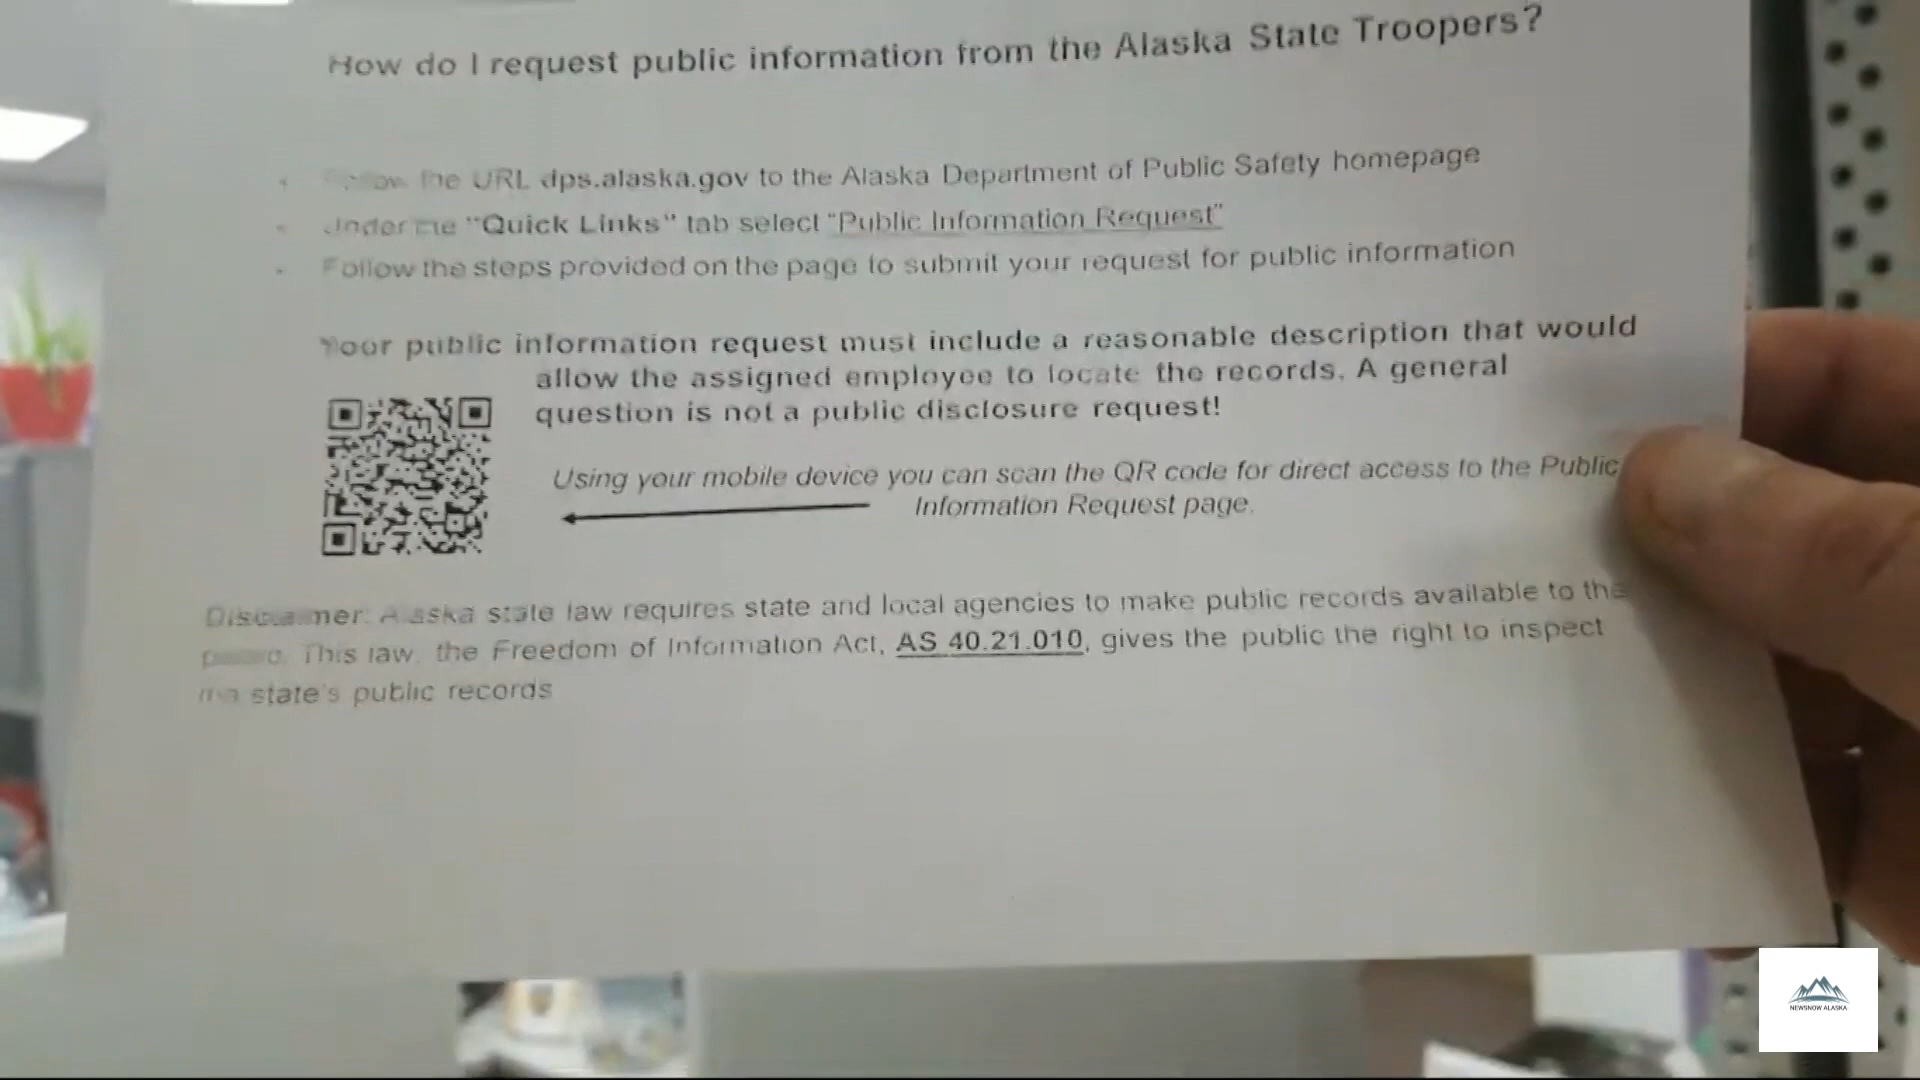 How do I request public information from the Alaska State Troopers?
Follow the URL dps.alaska.gov to the Alaska Department of Public Safety homepage
Under the "Quick Links" tab select "Public Information Request"
Follow the steps provided on the page to submit your request for public information
Your public information request must include a reasonable description that would
allow the assigned employee to locate the records. A general
question is not a public disclosure request!
Using your mobile device you can scan the QR code for direct access to the Public
Information Request page.
Disclaimer: Alaska state law requires state and local agencies to make public records available to the
This law, the Freedom of Information Act, AS 40.21.010, gives the public the right to inspect
state's public records
NEWSNOW ALASKA